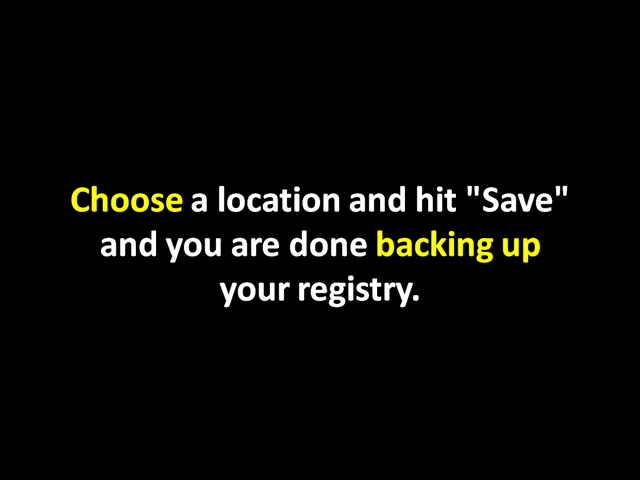 Choose a location and hit "Save"
and you are done backing up
your registry.